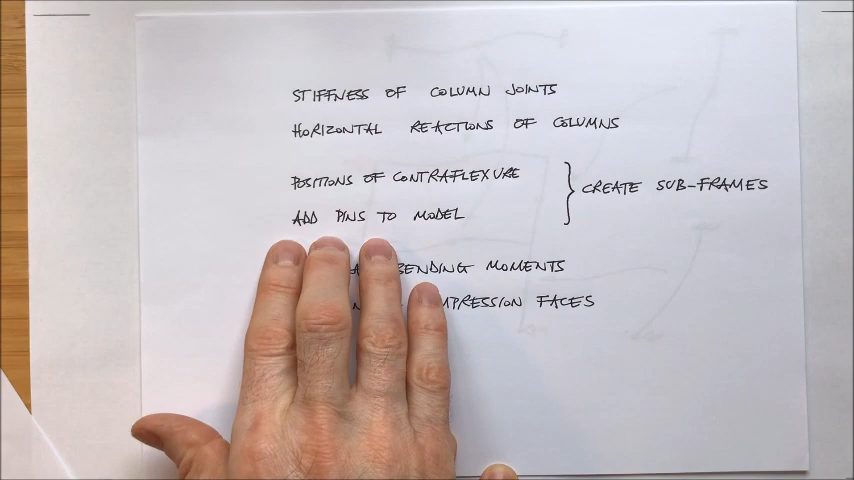 STIFFNESS OF COLUMN JOINTS
HORIZONTAL REACTIONS OF COLUMNS
POSITIONS OF CONTRAFLEXURE
ADD PINS TO MODEL
CREATE SUB-FRAMES
BENDING MOMENTS
FACES